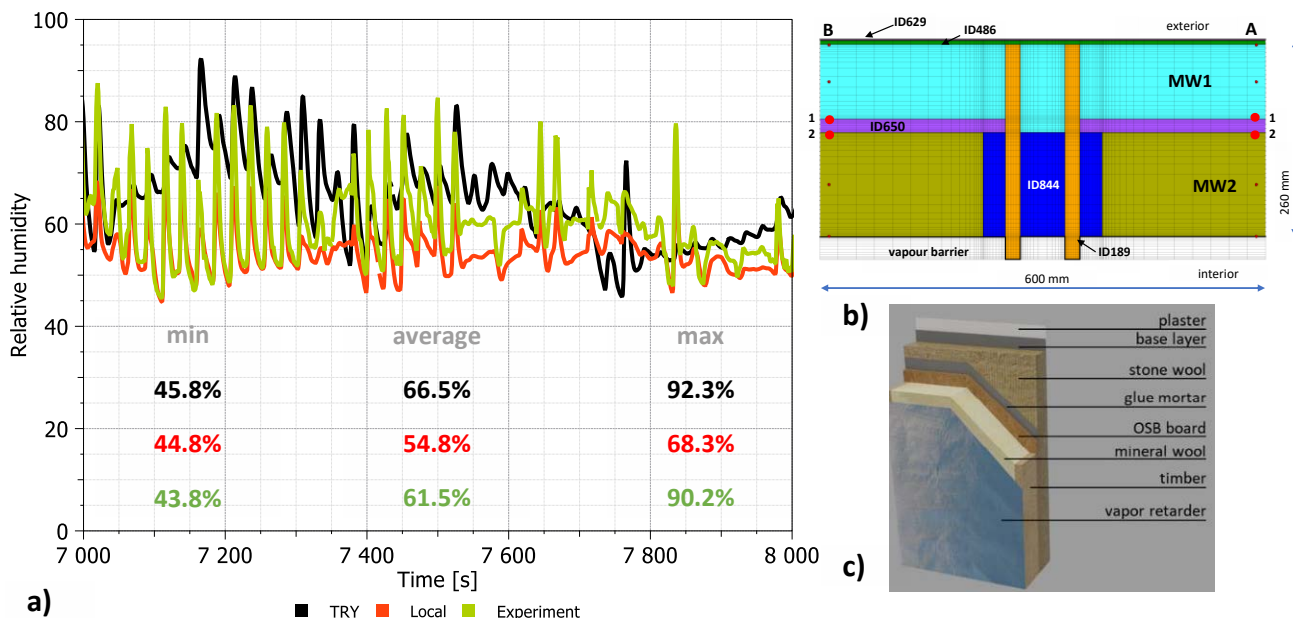 100
80
60
40
20
0
Relative humidity
min average max
45.8% 66.5% 92.3%
44.8% 54.8% 68.3%
43.8% 61.5% 90.2%
7 000 7 200 7 400 7 600 7 800 8 000
Time [s]
TRY Local Experiment
a)
ID629
B ID486 exterior A
MW1
1 ID650 1
2 2
ID844 MW2
260 mm
vapour barrier ID189
interior
600 mm
b)
plaster
base layer
stone wool
glue mortar
OSB board
mineral wool
timber
vapor retarder
c)